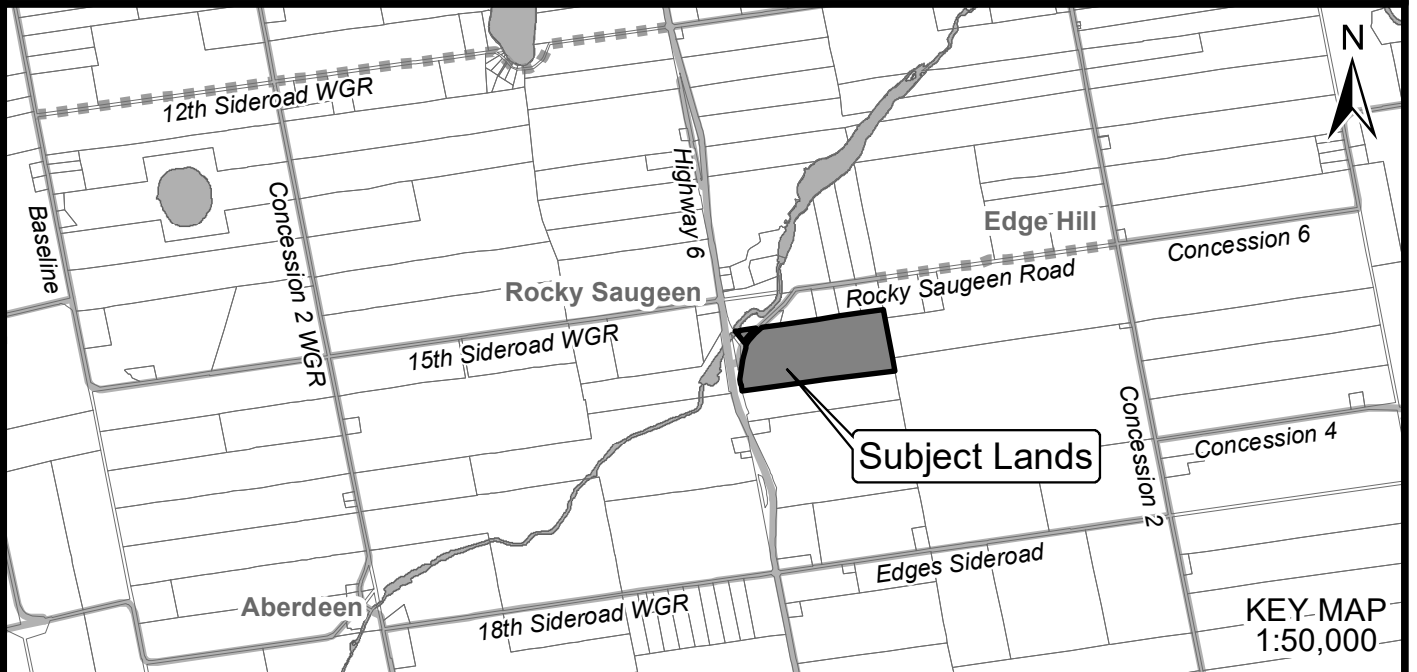 N
12th Sideroad WGR
Highway 6
Baseline
Concession 2 WGR
Edge Hill
Concession 6
Rocky Saugeen Road
Rocky Saugeen
15th Sideroad WGR
Concession 2
Concession 4
Subject Lands
Edges Sideroad
Aberdeen
18th Sideroad WGR
KEY MAP
1:50,000